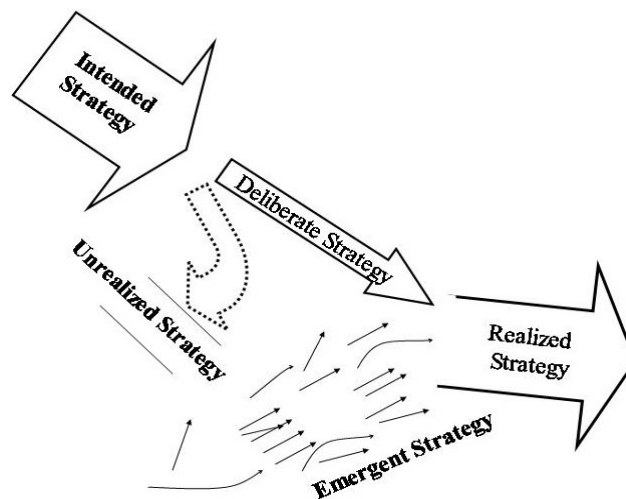 Intended
Strategy
Deliberate Strategy
Unrealized Strategy
Realized
Strategy
Emergent Strategy